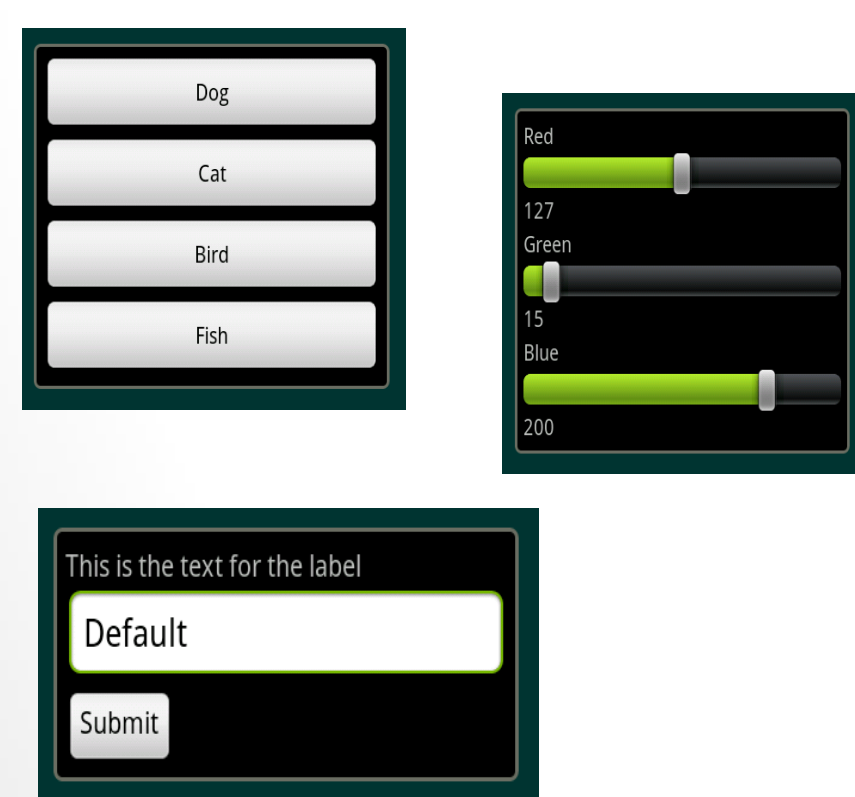 Dog
Cat
Bird
Fish
Red
127
Green
15
Blue
200
This is the text for the label
Default
Submit